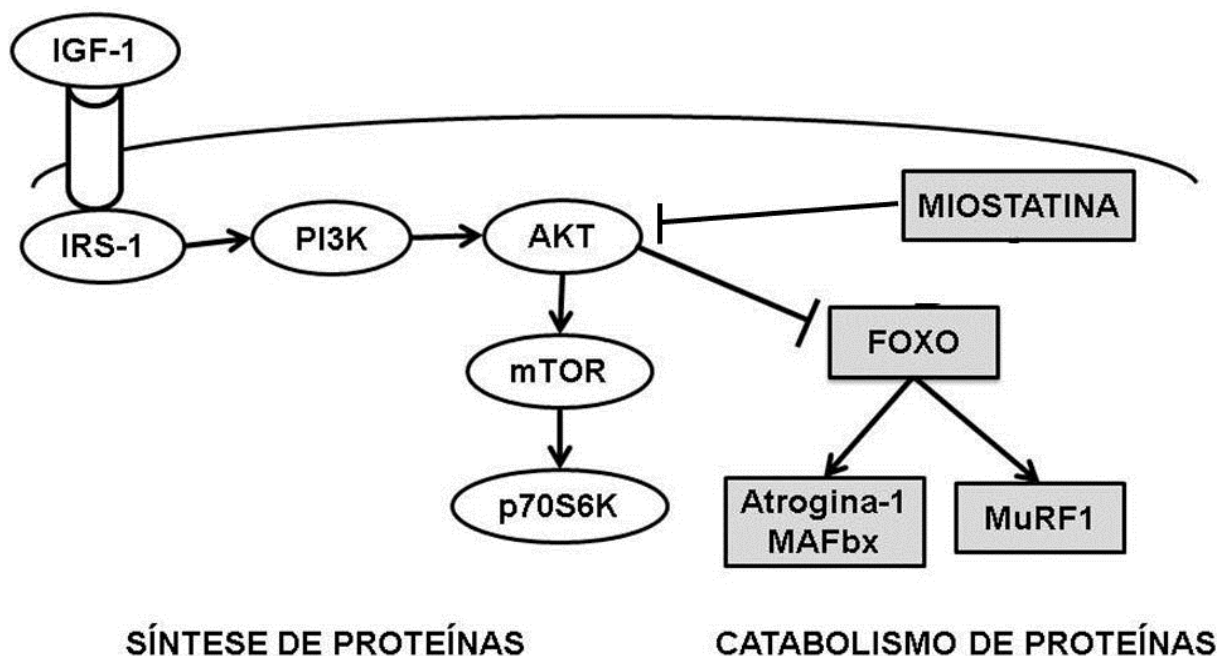 IGF-1
IRS-1
PI3K
AKT
MIOSTATINA
mTOR
FOXO
p70S6K
Atrogina-1
MAFbx
MuRF1
SÍNTESE DE PROTEÍNAS
CATABOLISMO DE PROTEÍNAS